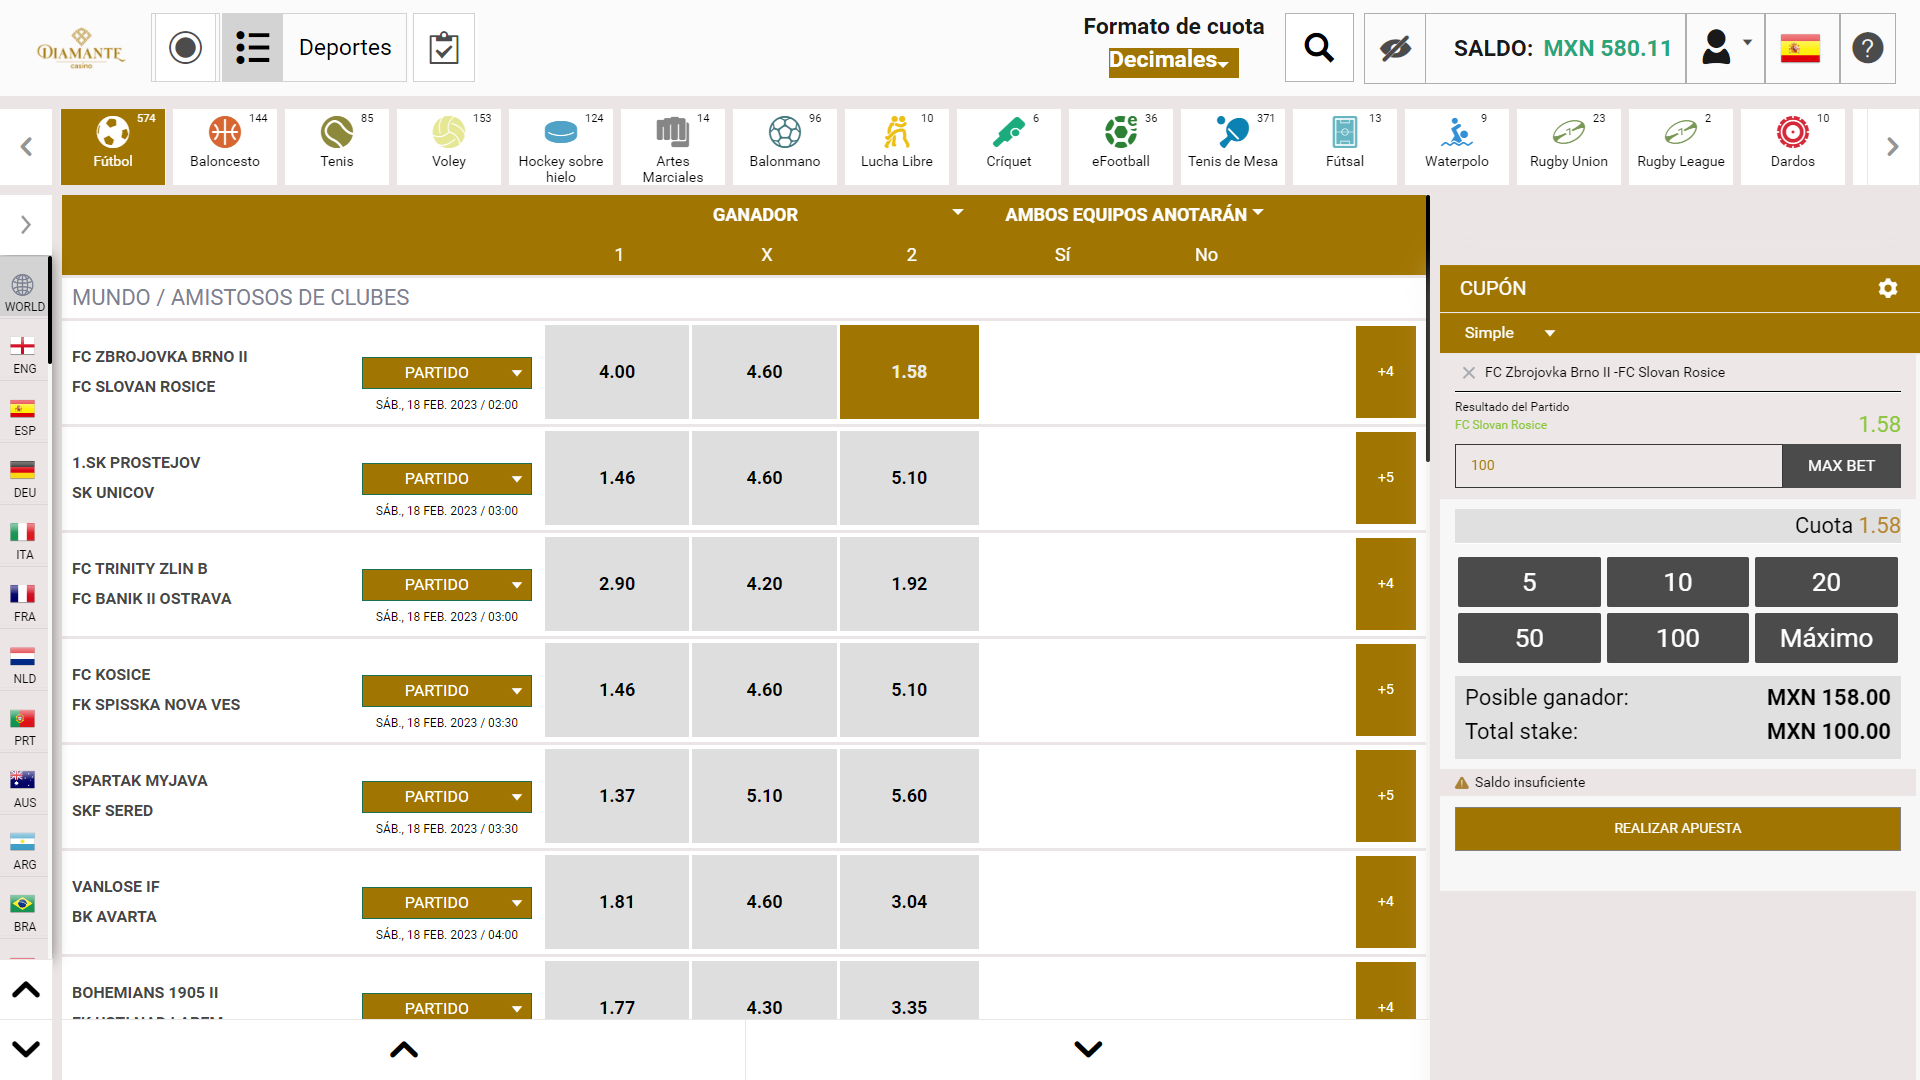 DIAMANTE
casino
Deportes
Formato de cuota
Decimales
SALDO: MXN 580.11
574
Fútbol
144
Baloncesto
85
Tenis
153
Voley
124
Hockey sobre
hielo
14
Artes
Marciales
96
Balonmano
10
Lucha Libre
6
Críquet
36
eFootball
371
Tenis de Mesa
13
Fútsal
9
Waterpolo
23
Rugby Union
2
Rugby League
10
Dardos
WORLD
ENG
ESP
DEU
ITA
FRA
NLD
PRT
AUS
ARG
BRA
GANADOR
AMBOS EQUIPOS ANOTARÁN
1 X 2 Sí No
MUNDO / AMISTOSOS DE CLUBES
FC ZBROJOVKA BRNO II
FC SLOVAN ROSICE
PARTIDO
SÁB., 18 FEB. 2023 / 02:00
4.00 4.60 1.58 +4
1.SK PROSTEJOV
SK UNICOV
PARTIDO
SÁB., 18 FEB. 2023 / 03:00
1.46 4.60 5.10 +5
FC TRINITY ZLIN B
FC BANIK II OSTRAVA
PARTIDO
SÁB., 18 FEB. 2023 / 03:00
2.90 4.20 1.92 +4
FC KOSICE
FK SPISSKA NOVA VES
PARTIDO
SÁB., 18 FEB. 2023 / 03:30
1.46 4.60 5.10 +5
SPARTAK MYJAVA
SKF SERED
PARTIDO
SÁB., 18 FEB. 2023 / 03:30
1.37 5.10 5.60 +5
VANLOSE IF
BK AVARTA
PARTIDO
SÁB., 18 FEB. 2023 / 04:00
1.81 4.60 3.04 +4
BOHEMIANS 1905 II
PARTIDO
1.77 4.30 3.35 +4
CUPÓN
Simple
FC Zbrojovka Brno II -FC Slovan Rosice
Resultado del Partido
FC Slovan Rosice
1.58
100
MAX BET
Cuota 1.58
5 10 20
50 100 Máximo
Posible ganador: MXN 158.00
Total stake: MXN 100.00
Saldo insuficiente
REALIZAR APUESTA